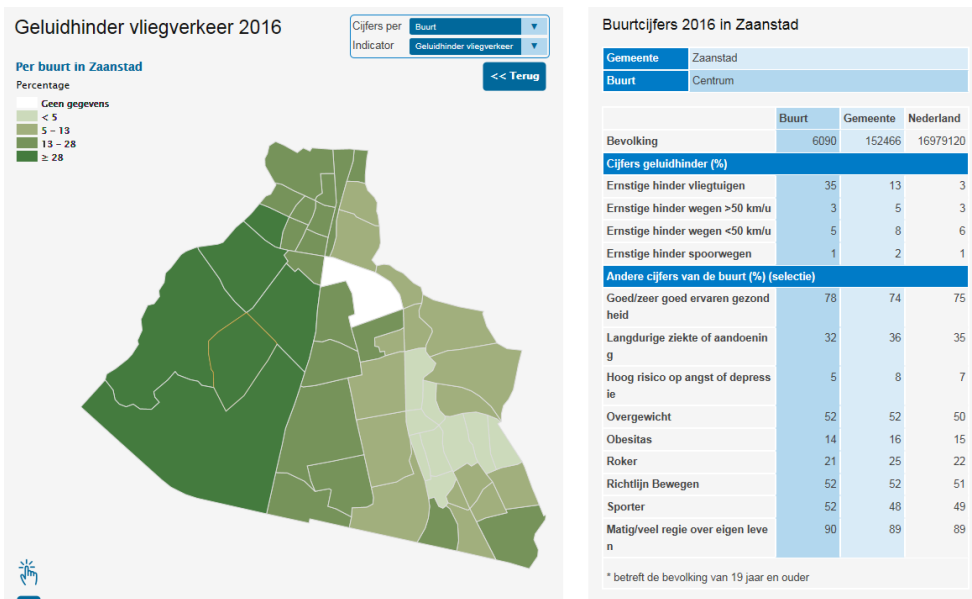 Geluidhinder vliegverkeer 2016
Cijfers per Buurt
Indicator Geluidhinder vliegverkeer
<< Terug
Per buurt in Zaanstad
Percentage
Geen gegevens
< 5
5 - 13
13 - 28
≥ 28
Buurtcijfers 2016 in Zaanstad
Gemeente Zaanstad
Buurt Centrum
Buurt Gemeente Nederland
Bevolking 6090 152466 16979120
Cijfers geluidhinder (%)
Ernstige hinder vliegtuigen 35 13 3
Ernstige hinder wegen >50 km/u 3 5 3
Ernstige hinder wegen <50 km/u 5 8 6
Ernstige hinder spoorwegen 1 2 1
Andere cijfers van de buurt (%) (selectie)
Goed/zeer goed ervaren gezond 78 74 75
heid
Langdurige ziekte of aandoenin 32 36 35
g
Hoog risico op angst of depress 5 8 7
ie
Overgewicht 52 52 50
Obesitas 14 16 15
Roker 21 25 22
Richtlijn Bewegen 52 52 51
Sporter 52 48 49
Matig/veel regie over eigen leve 90 89 89
n
* betreft de bevolking van 19 jaar en ouder